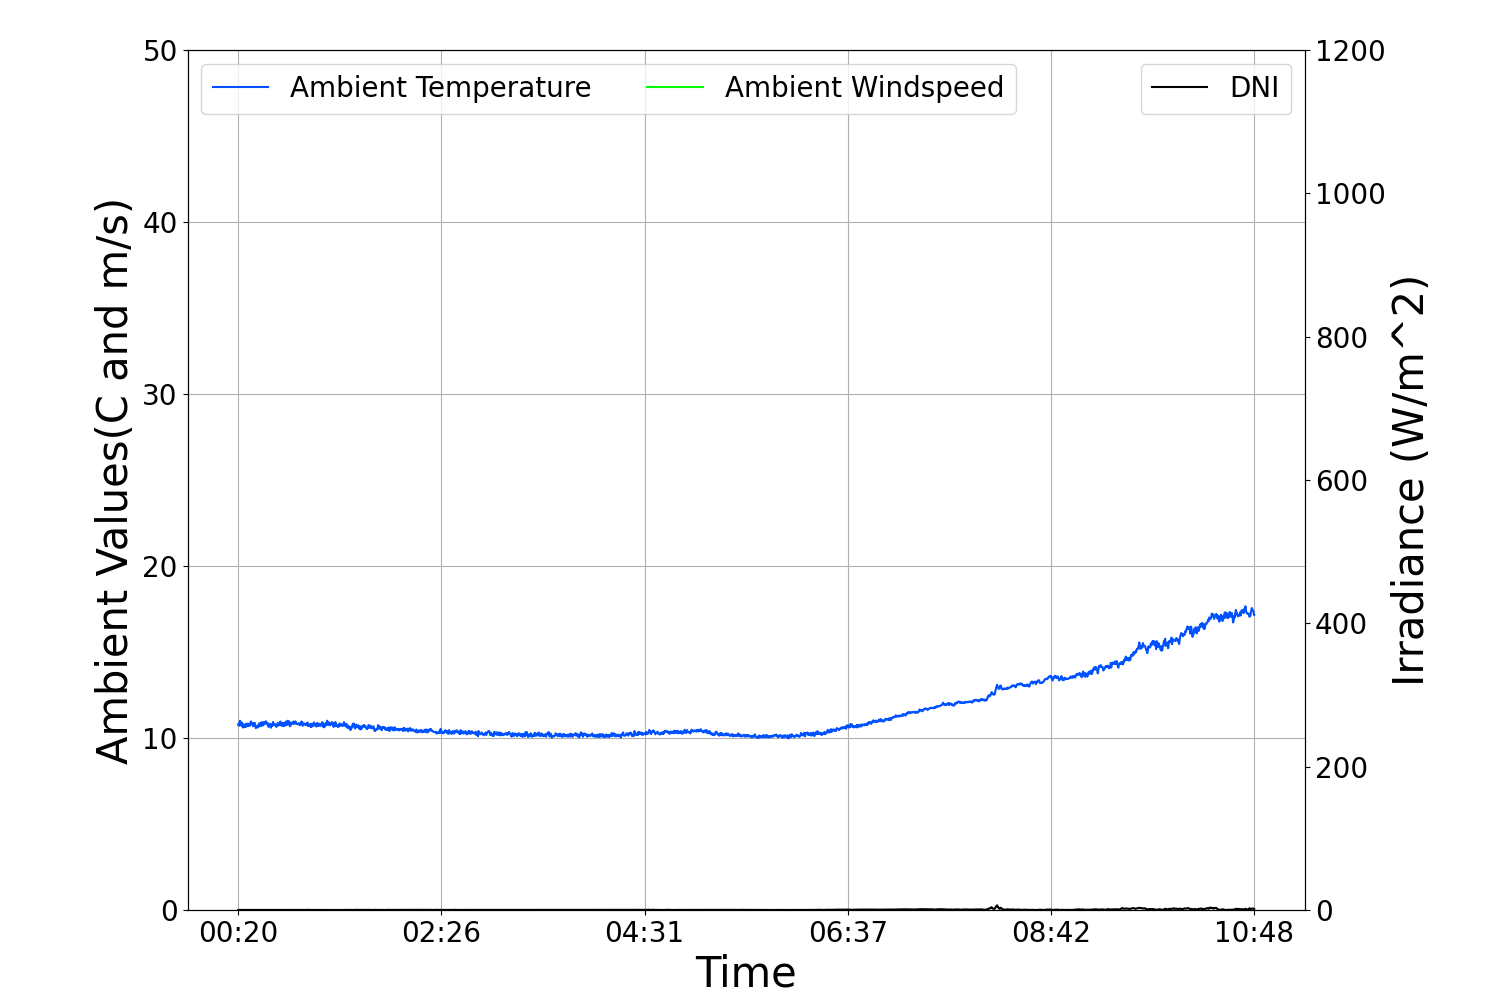 Ambient Temperature Ambient Windspeed DNI
50
40
30
20
10
0
1200
1000
800
600
400
200
0
Ambient Values(C and m/s)
Irradiance (W/m^2)
00:20 02:26 04:31 06:37 08:42 10:48
Time